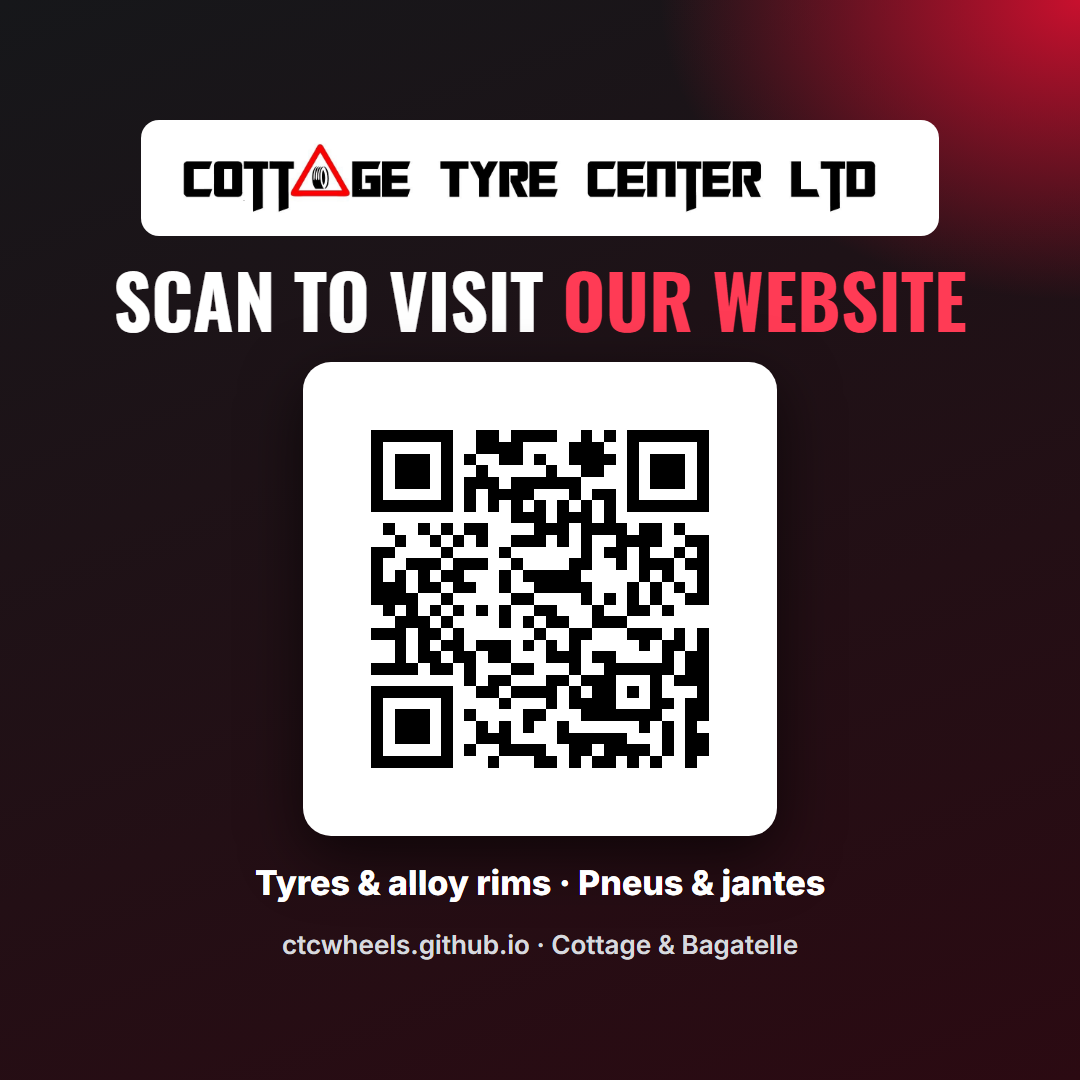 COTTAGE TYRE CENTER LTD
SCAN TO VISIT OUR WEBSITE
Tyres & alloy rims · Pneus & jantes
ctcwheels.github.io · Cottage & Bagatelle